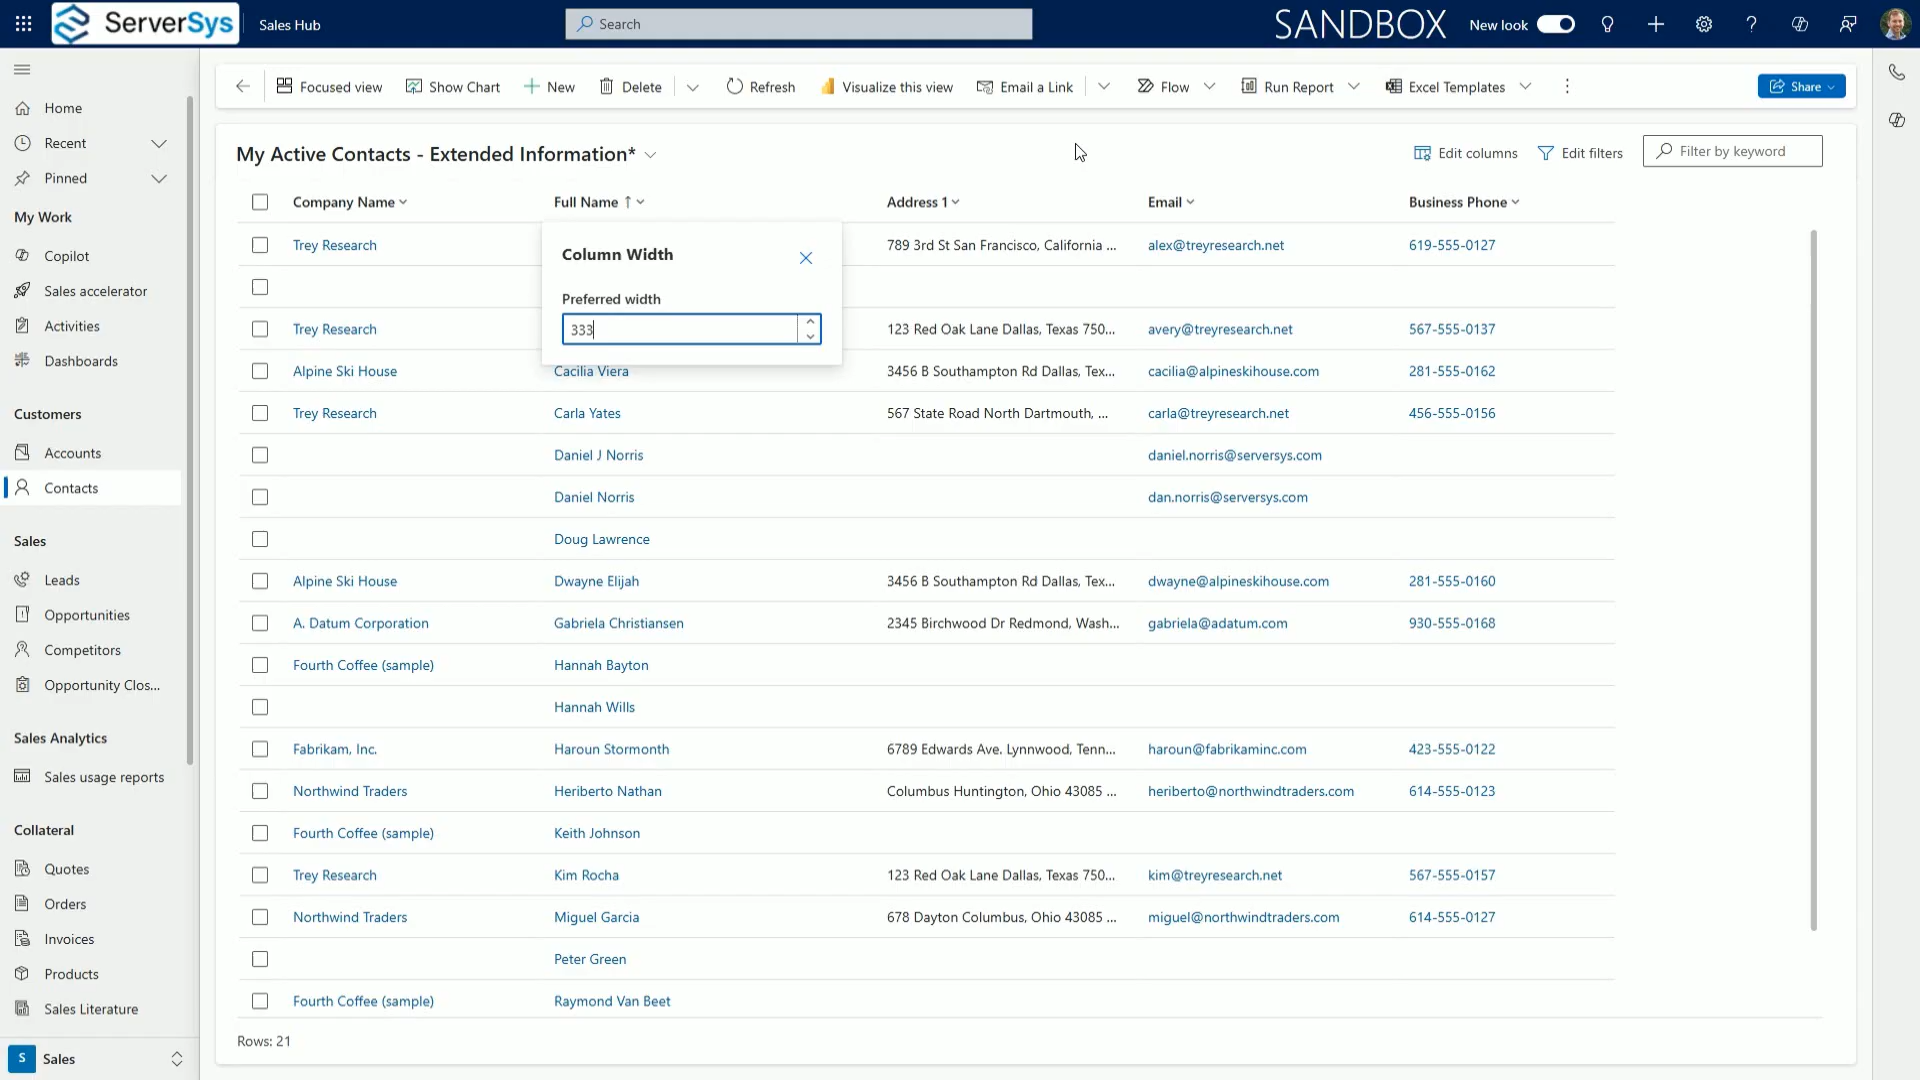 ServerSys Sales Hub Search SANDBOX New look
Focused view Show Chart New Delete Refresh Visualize this view Email a Link Flow Run Report Excel Templates Share
Home
Recent
Pinned
My Work
Copilot
Sales accelerator
Activities
Dashboards
Customers
Accounts
Contacts
Sales
Leads
Opportunities
Competitors
Opportunity Clos...
Sales Analytics
Sales usage reports
Collateral
Quotes
Orders
Invoices
Products
Sales Literature
S Sales
My Active Contacts - Extended Information* Edit columns Edit filters Filter by keyword
Company Name Full Name ↑ Address 1 Email Business Phone
Column Width
Preferred width
333
Trey Research 789 3rd St San Francisco, California ... alex@treyresearch.net 619-555-0127
Trey Research 123 Red Oak Lane Dallas, Texas 750... avery@treyresearch.net 567-555-0137
Alpine Ski House Cacilia Viera 3456 B Southampton Rd Dallas, Tex... cacilia@alpineskihouse.com 281-555-0162
Trey Research Carla Yates 567 State Road North Dartmouth, ... carla@treyresearch.net 456-555-0156
Daniel J Norris daniel.norris@serversys.com
Daniel Norris dan.norris@serversys.com
Doug Lawrence
Alpine Ski House Dwayne Elijah 3456 B Southampton Rd Dallas, Tex... dwayne@alpineskihouse.com 281-555-0160
A. Datum Corporation Gabriela Christiansen 2345 Birchwood Dr Redmond, Wash... gabriela@adatum.com 930-555-0168
Fourth Coffee (sample) Hannah Bayton
Hannah Wills
Fabrikam, Inc. Haroun Stormonth 6789 Edwards Ave. Lynnwood, Tenn... haroun@fabrikaminc.com 423-555-0122
Northwind Traders Heriberto Nathan Columbus Huntington, Ohio 43085 ... heriberto@northwindtraders.com 614-555-0123
Fourth Coffee (sample) Keith Johnson
Trey Research Kim Rocha 123 Red Oak Lane Dallas, Texas 750... kim@treyresearch.net 567-555-0157
Northwind Traders Miguel Garcia 678 Dayton Columbus, Ohio 43085 ... miguel@northwindtraders.com 614-555-0127
Peter Green
Fourth Coffee (sample) Raymond Van Beet
Rows: 21